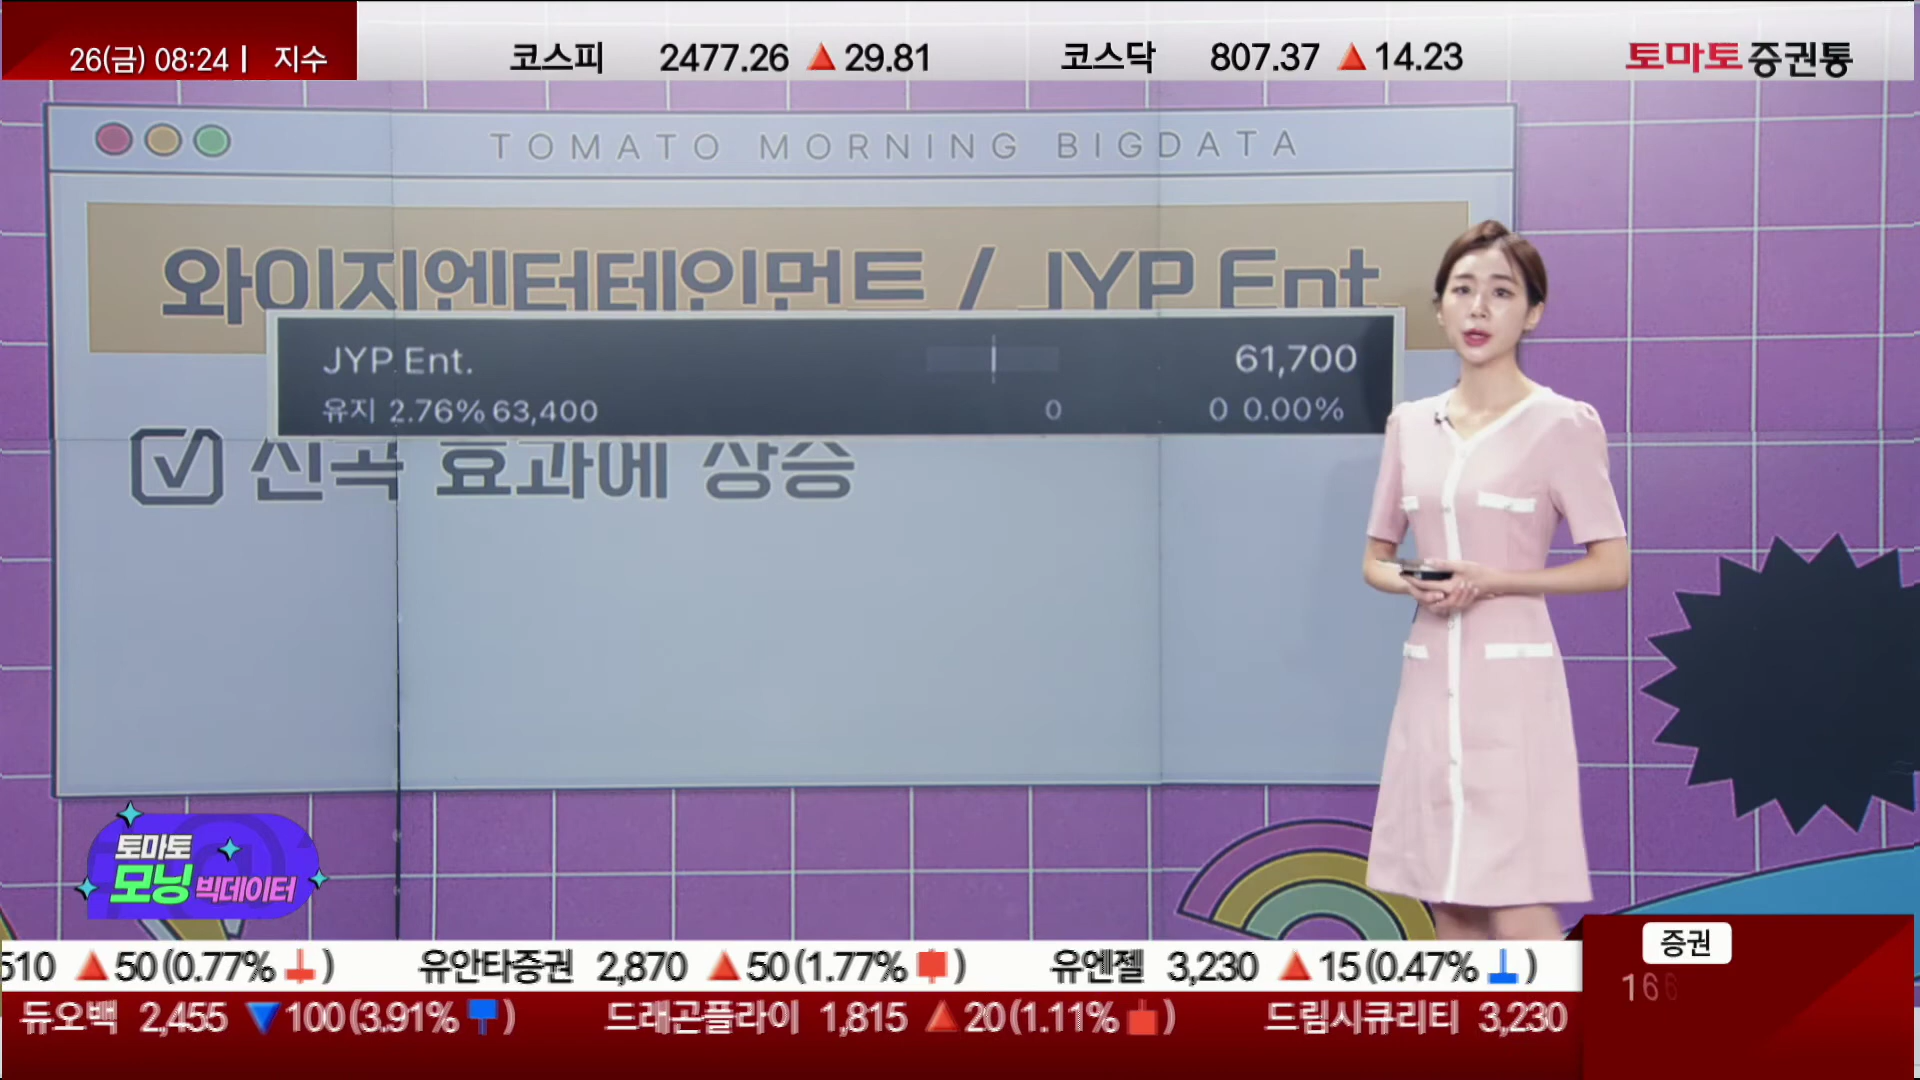 26(금) 08:24 | 지수
코스피 2477.26 ▲29.81
코스닥 807.37 ▲14.23
토마토증권통
TOMATO MORNING BIGDATA
와이지엔터테인먼트 / JYP Ent
JYP Ent. 61,700
유지 2.76% 63,400 0 0 0.00%
신곡 효과에 상승
토마토
모닝 빅데이터
510 ▲50(0.77%) 유안타증권 2,870 ▲50(1.77%) 유엔젤 3,230 ▲15(0.47%)
증권
166
듀오백 2,455 ▼100(3.91%) 드래곤플라이 1,815 ▲20(1.11%) 드림시큐리티 3,230